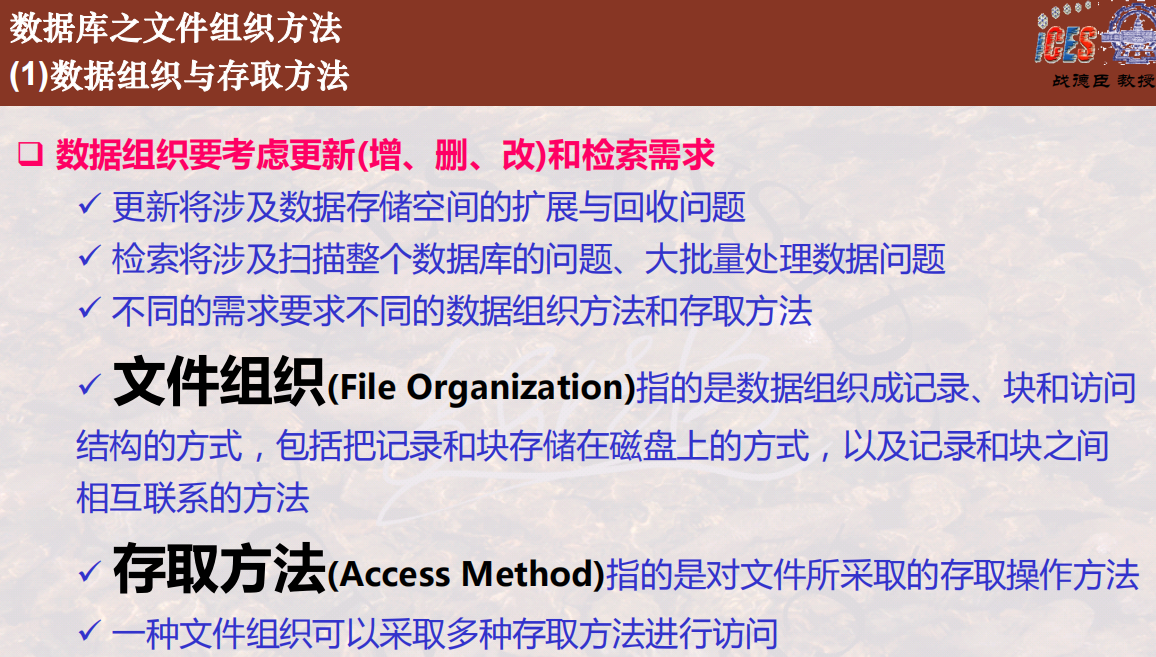 数据库之文件组织方法
(1)数据组织与存取方法
ICES
战德臣 教授
数据组织要考虑更新(增、删、改)和检索需求
更新将涉及数据存储空间的扩展与回收问题
检索将涉及扫描整个数据库的问题、大批量处理数据问题
不同的需求要求不同的数据组织方法和存取方法
文件组织(File Organization)指的是数据组织成记录、块和访问
结构的方式，包括把记录和块存储在磁盘上的方式，以及记录和块之间
相互联系的方法
存取方法(Access Method)指的是对文件所采取的存取操作方法
一种文件组织可以采取多种存取方法进行访问